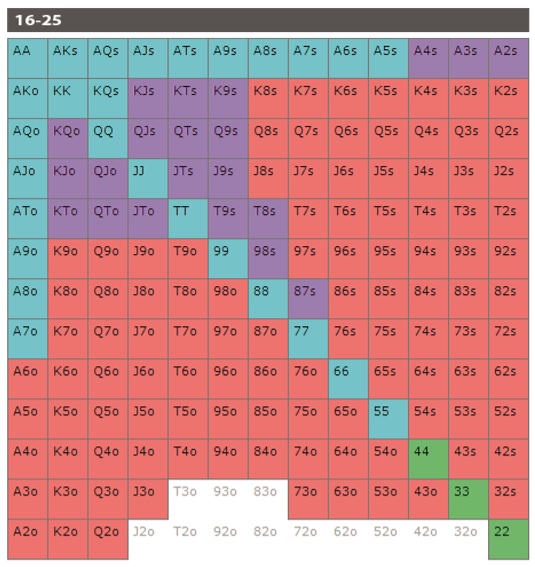 16-25
AA AKs AQs AJs ATs A9s A8s A7s A6s A5s A4s A3s A2s
AKo KK KQs KJs KTs K9s K8s K7s K6s K5s K4s K3s K2s
AQo KQo QQ QJs QTs Q9s Q8s Q7s Q6s Q5s Q4s Q3s Q2s
AJo KJo QJo JJ JTs J9s J8s J7s J6s J5s J4s J3s J2s
ATo KTo QTo JTo TT T9s T8s T7s T6s T5s T4s T3s T2s
A9o K9o Q9o J9o T9o 99 98s 97s 96s 95s 94s 93s 92s
A8o K8o Q8o J8o T8o 98o 88 87s 86s 85s 84s 83s 82s
A7o K7o Q7o J7o T7o 97o 87o 77 76s 75s 74s 73s 72s
A6o K6o Q6o J6o T6o 96o 86o 76o 66 65s 64s 63s 62s
A5o K5o Q5o J5o T5o 95o 85o 75o 65o 55 54s 53s 52s
A4o K4o Q4o J4o T4o 94o 84o 74o 64o 54o 44 43s 42s
A3o K3o Q3o J3o T3o 93o 83o 73o 63o 53o 43o 33 32s
A2o K2o Q2o J2o T2o 92o 82o 72o 62o 52o 42o 32o 22